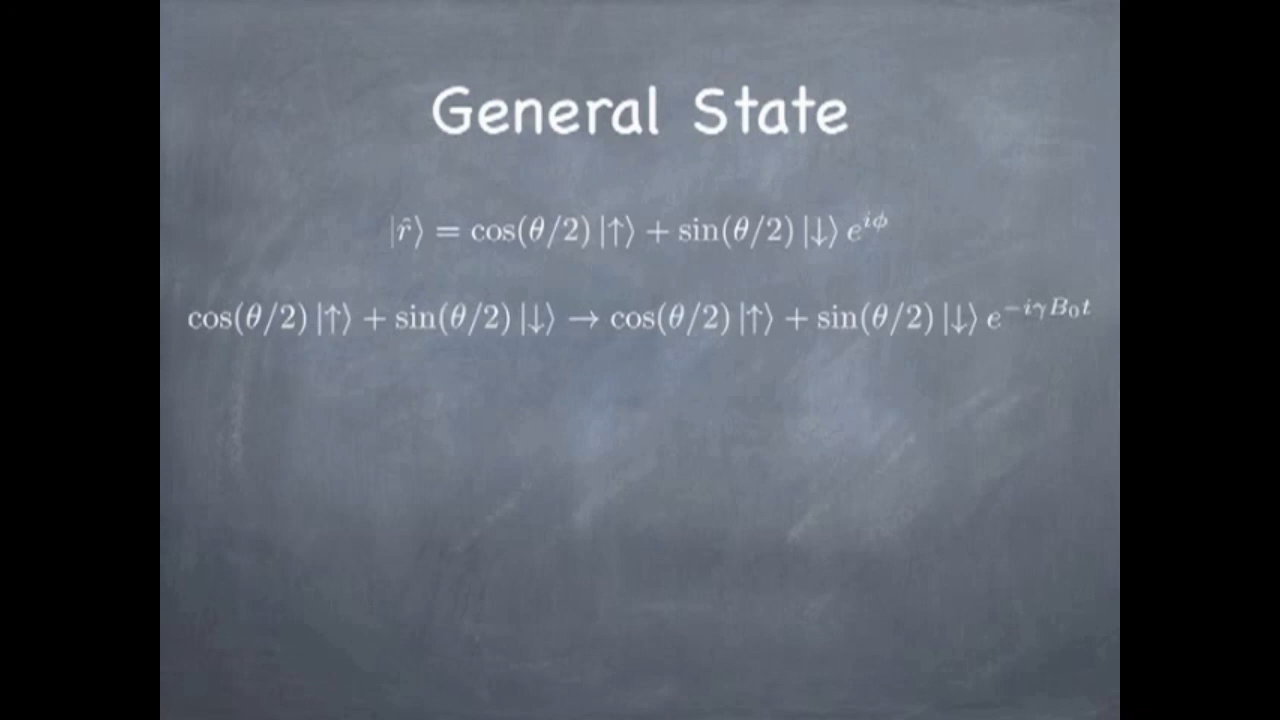 General State
|r̂⟩ = cos(θ/2) |↑⟩ + sin(θ/2) |↓⟩ e^{iϕ}
cos(θ/2) |↑⟩ + sin(θ/2) |↓⟩ → cos(θ/2) |↑⟩ + sin(θ/2) |↓⟩ e^{−iγB₀t}